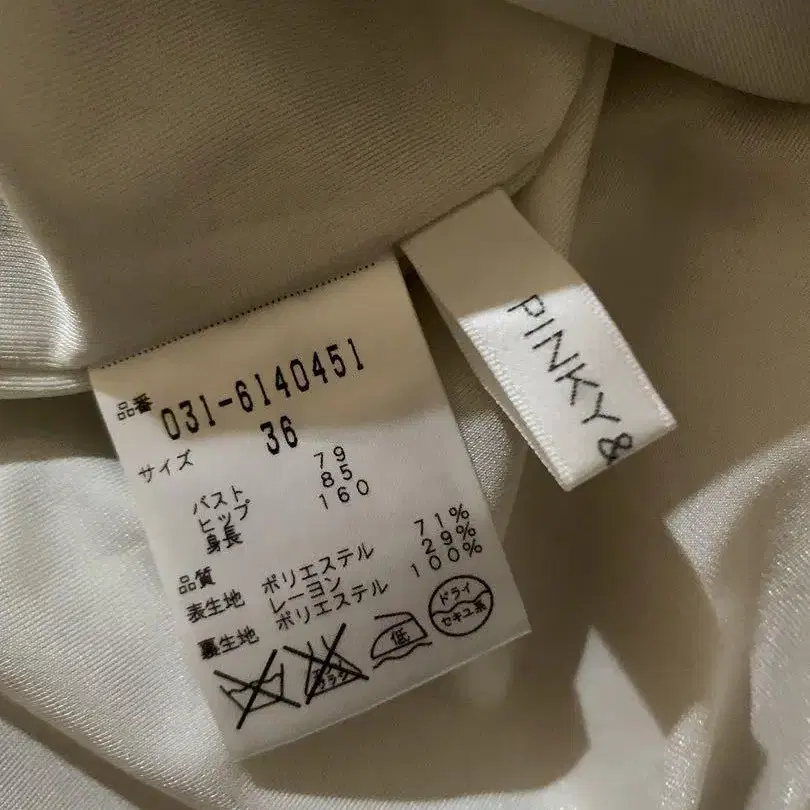 品番 031-6140451
サイズ 36
バスト 79
ヒップ 85
身長 160
品質
表生地 ポリエステル 71%
レーヨン 29%
裏生地 ポリエステル 100%
低
ドライ
セキユ系
PINKY &